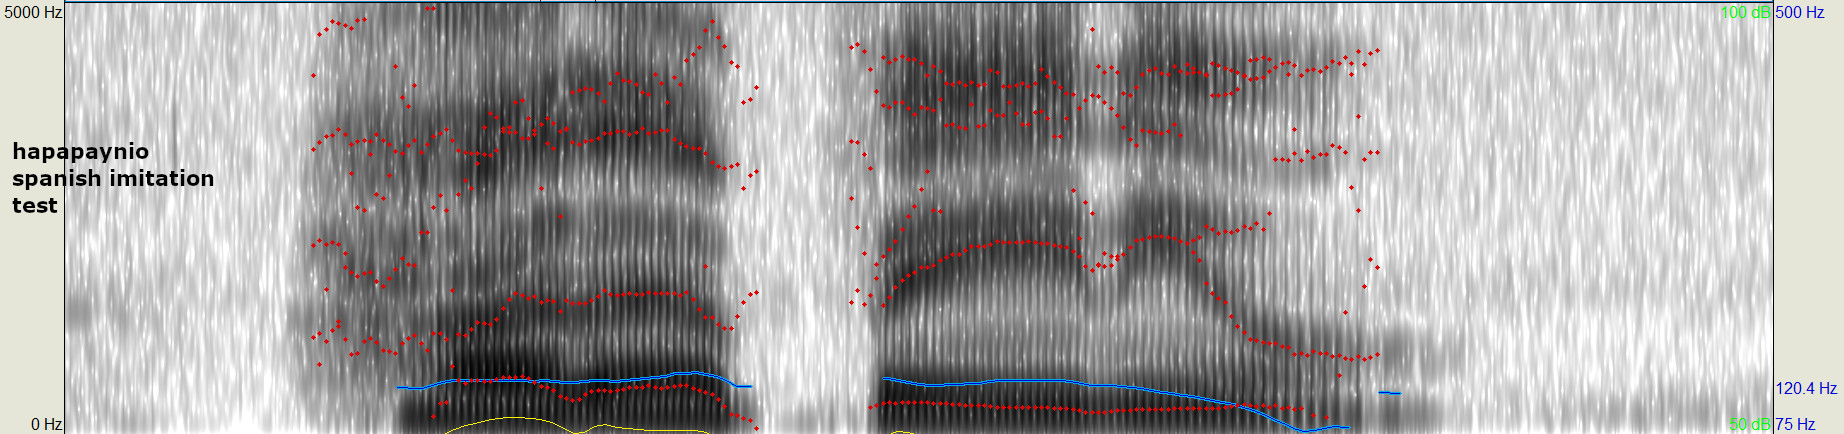 5000 Hz
100 dB 500 Hz
hapapaynio
spanish imitation
test
120.4 Hz
0 Hz
50 dB 75 Hz